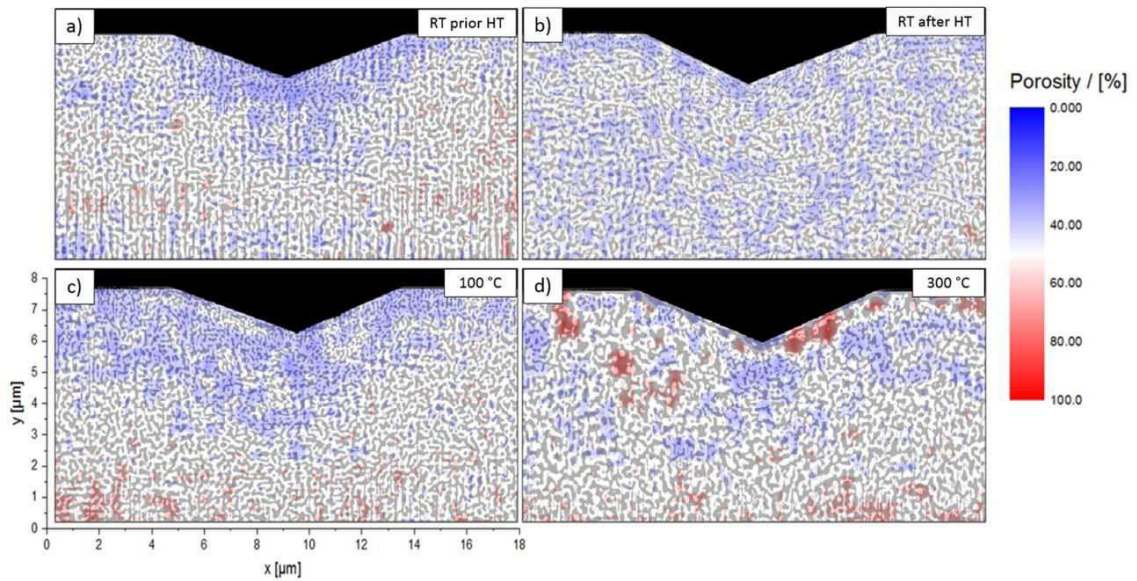 a)
RT prior HT
b)
RT after HT
Porosity / [%]
0.000
20.00
40.00
60.00
80.00
100.0
c)
100 °C
d)
300 °C
8
7
6
5
4
3
2
1
0
y [µm]
0 2 4 6 8 10 12 14 16 18
x [µm]